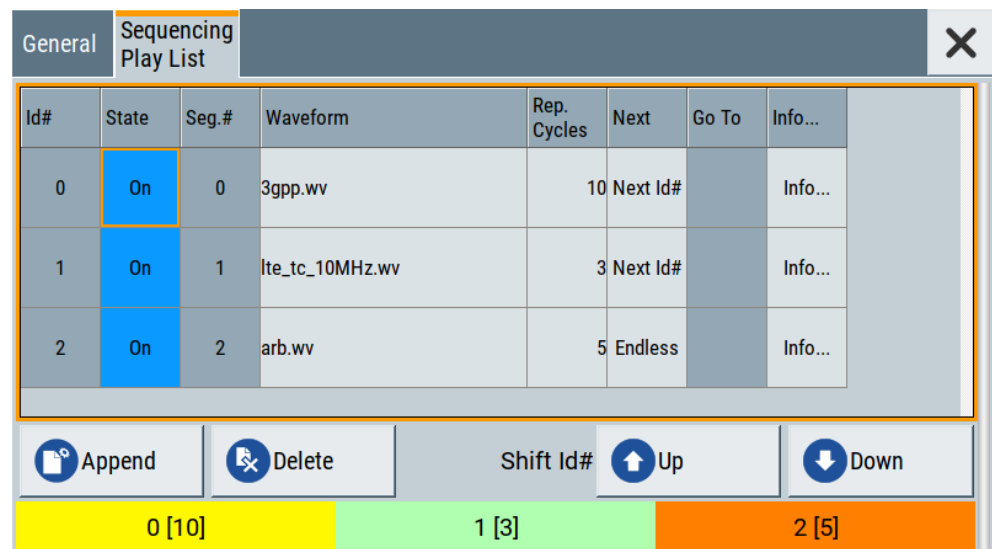 General
Sequencing
Play List
Id#
State
Seg.#
Waveform
Rep.
Cycles
Next
Go To
Info...
0
On
0
3gpp.wv
10
Next Id#
Info...
1
On
1
lte_tc_10MHz.wv
3
Next Id#
Info...
2
On
2
arb.wv
5
Endless
Info...
Append
Delete
Shift Id#
Up
Down
0 [10]
1 [3]
2 [5]